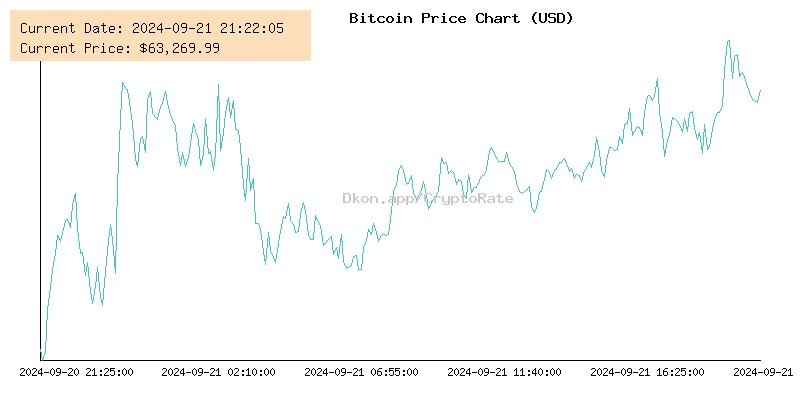 Bitcoin Price Chart (USD)
Current Date: 2024-09-21 21:22:05
Current Price: $63,269.99
Dkon.app/CryptoRate
2024-09-20 21:25:00 2024-09-21 02:10:00 2024-09-21 06:55:00 2024-09-21 11:40:00 2024-09-21 16:25:00 2024-09-21